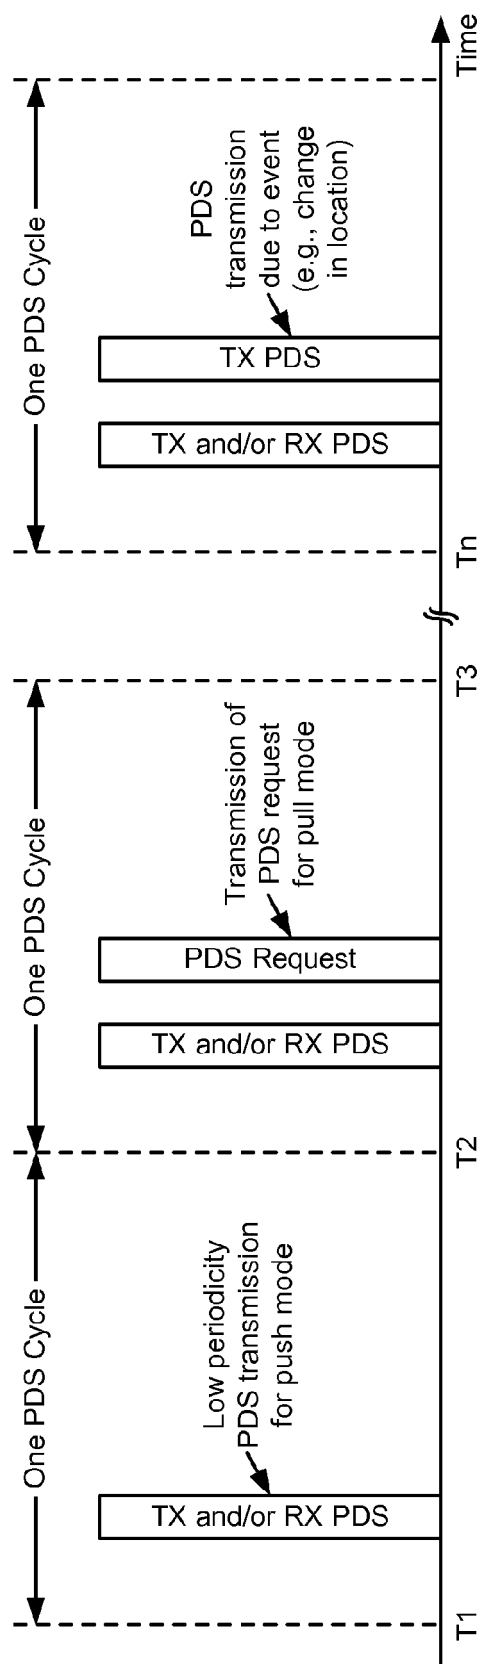 One PDS Cycle
One PDS Cycle
One PDS Cycle
TX and/or RX PDS
Low periodicity
PDS transmission
for push mode
TX and/or RX PDS
PDS Request
Transmission of
PDS request
for pull mode
TX and/or RX PDS
TX PDS
PDS
transmission
due to event
(e.g., change
in location)
T1
T2
T3
Tn
Time